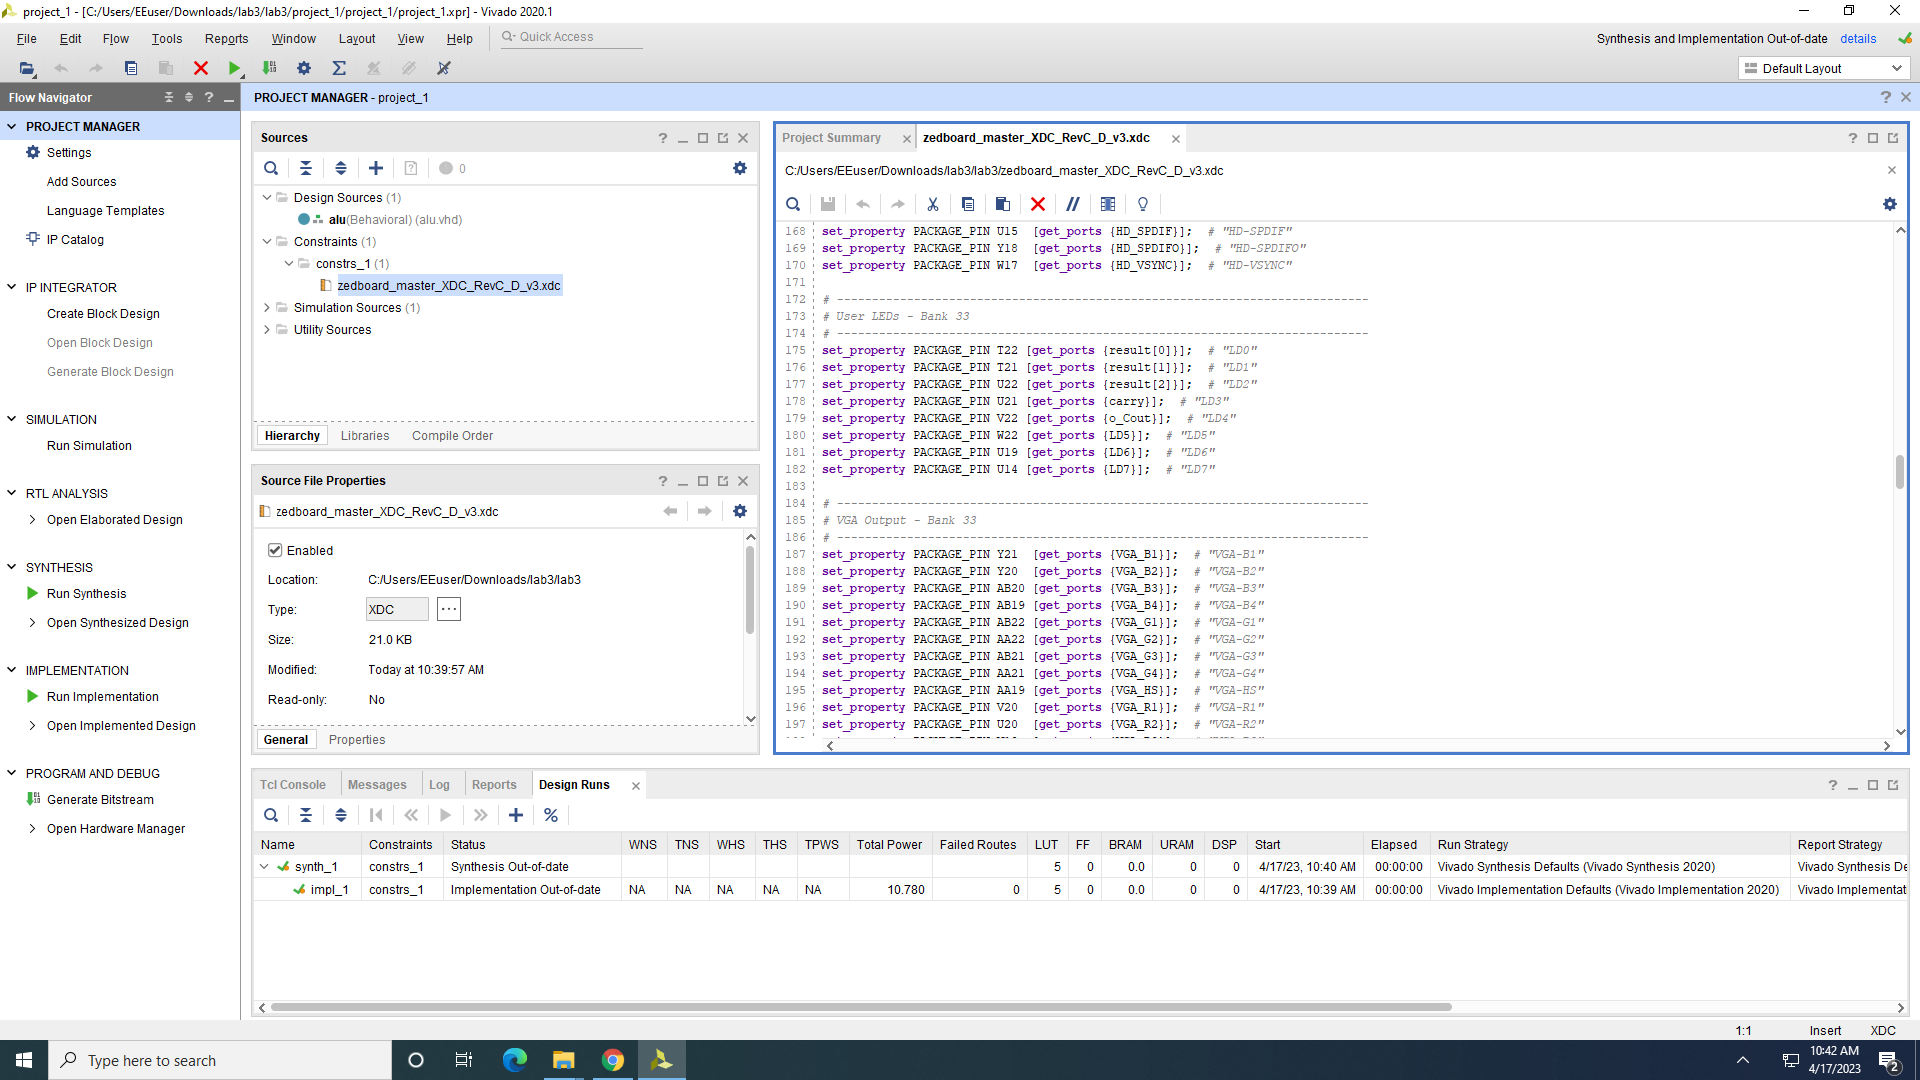 project_1 - [C:/Users/EEuser/Downloads/lab3/lab3/project_1/project_1/project_1.xpr] - Vivado 2020.1
File Edit Flow Tools Reports Window Layout View Help Quick Access
Synthesis and Implementation Out-of-date details
Default Layout
Flow Navigator
PROJECT MANAGER - project_1
PROJECT MANAGER
Settings
Add Sources
Language Templates
IP Catalog
IP INTEGRATOR
Create Block Design
Open Block Design
Generate Block Design
SIMULATION
Run Simulation
RTL ANALYSIS
Open Elaborated Design
SYNTHESIS
Run Synthesis
Open Synthesized Design
IMPLEMENTATION
Run Implementation
Open Implemented Design
PROGRAM AND DEBUG
Generate Bitstream
Open Hardware Manager
Sources
0
Design Sources (1)
alu(Behavioral) (alu.vhd)
Constraints (1)
constrs_1 (1)
zedboard_master_XDC_RevC_D_v3.xdc
Simulation Sources (1)
Utility Sources
Hierarchy Libraries Compile Order
Source File Properties
zedboard_master_XDC_RevC_D_v3.xdc
Enabled
Location: C:/Users/EEuser/Downloads/lab3/lab3
Type: XDC
Size: 21.0 KB
Modified: Today at 10:39:57 AM
Read-only: No
General Properties
Project Summary zedboard_master_XDC_RevC_D_v3.xdc
C:/Users/EEuser/Downloads/lab3/lab3/zedboard_master_XDC_RevC_D_v3.xdc
168 set_property PACKAGE_PIN U15 [get_ports {HD_SPDIF}]; # "HD-SPDIF"
169 set_property PACKAGE_PIN Y18 [get_ports {HD_SPDIFO}]; # "HD-SPDIFO"
170 set_property PACKAGE_PIN W17 [get_ports {HD_VSYNC}]; # "HD-VSYNC"
171
172 # ----------------------------------------------------------------------------
173 # User LEDs - Bank 33
174 # ----------------------------------------------------------------------------
175 set_property PACKAGE_PIN T22 [get_ports {result[0]}]; # "LD0"
176 set_property PACKAGE_PIN T21 [get_ports {result[1]}]; # "LD1"
177 set_property PACKAGE_PIN U22 [get_ports {result[2]}]; # "LD2"
178 set_property PACKAGE_PIN U21 [get_ports {carry}]; # "LD3"
179 set_property PACKAGE_PIN V22 [get_ports {o_Cout}]; # "LD4"
180 set_property PACKAGE_PIN W22 [get_ports {LD5}]; # "LD5"
181 set_property PACKAGE_PIN U19 [get_ports {LD6}]; # "LD6"
182 set_property PACKAGE_PIN U14 [get_ports {LD7}]; # "LD7"
183
184 # ----------------------------------------------------------------------------
185 # VGA Output - Bank 33
186 # ----------------------------------------------------------------------------
187 set_property PACKAGE_PIN Y21 [get_ports {VGA_B1}]; # "VGA-B1"
188 set_property PACKAGE_PIN Y20 [get_ports {VGA_B2}]; # "VGA-B2"
189 set_property PACKAGE_PIN AB20 [get_ports {VGA_B3}]; # "VGA-B3"
190 set_property PACKAGE_PIN AB19 [get_ports {VGA_B4}]; # "VGA-B4"
191 set_property PACKAGE_PIN AB22 [get_ports {VGA_G1}]; # "VGA-G1"
192 set_property PACKAGE_PIN AA22 [get_ports {VGA_G2}]; # "VGA-G2"
193 set_property PACKAGE_PIN AB21 [get_ports {VGA_G3}]; # "VGA-G3"
194 set_property PACKAGE_PIN AA21 [get_ports {VGA_G4}]; # "VGA-G4"
195 set_property PACKAGE_PIN AA19 [get_ports {VGA_HS}]; # "VGA-HS"
196 set_property PACKAGE_PIN V20 [get_ports {VGA_R1}]; # "VGA-R1"
197 set_property PACKAGE_PIN U20 [get_ports {VGA_R2}]; # "VGA-R2"
Tcl Console Messages Log Reports Design Runs
Name Constraints Status WNS TNS WHS THS TPWS Total Power Failed Routes LUT FF BRAM URAM DSP Start Elapsed Run Strategy Report Strategy
synth_1 constrs_1 Synthesis Out-of-date 5 0 0.0 0 0 4/17/23, 10:40 AM 00:00:00 Vivado Synthesis Defaults (Vivado Synthesis 2020) Vivado Synthesis De
impl_1 constrs_1 Implementation Out-of-date NA NA NA NA NA 10.780 0 5 0 0.0 0 0 4/17/23, 10:39 AM 00:00:00 Vivado Implementation Defaults (Vivado Implementation 2020) Vivado Implementat
1:1 Insert XDC
Type here to search
10:42 AM
4/17/2023
2